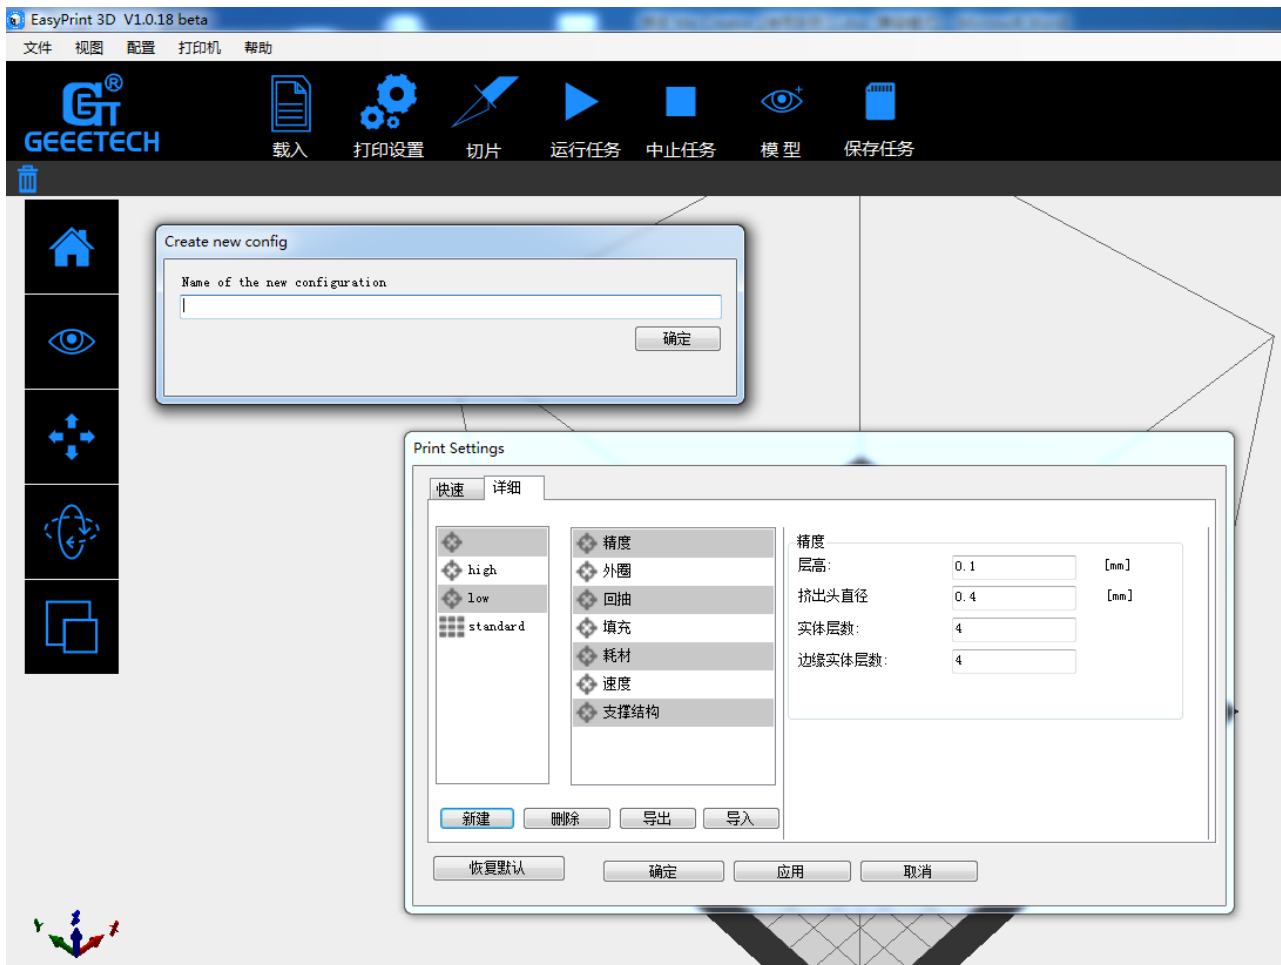 EasyPrint 3D V1.0.18 beta
文件 视图 配置 打印机 帮助
GEEETECH
®
载入 打印设置 切片 运行任务 中止任务 模型 保存任务
Create new config
Name of the new configuration
确定
Print Settings
快速 详细
high
low
standard
精度
外圈
回抽
填充
耗材
速度
支撑结构
精度
层高: 0.1 [mm]
挤出头直径 0.4 [mm]
实体层数: 4
边缘实体层数: 4
新建 删除 导出 导入
恢复默认 确定 应用 取消
Y Z X